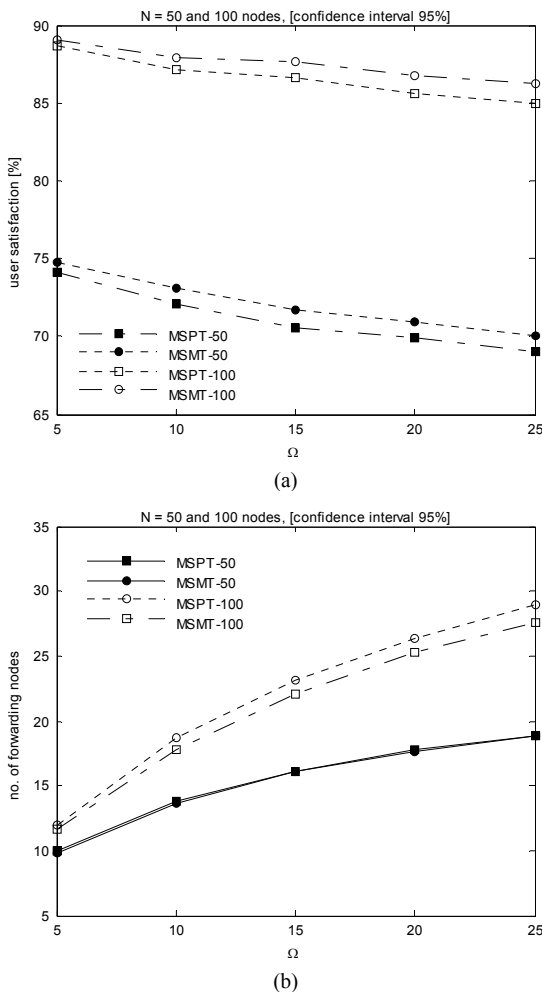 N = 50 and 100 nodes, [confidence interval 95%]
90
85
80
75
70
65
user satisfaction [%]
MSPT-50
MSMT-50
MSPT-100
MSMT-100
5 10 15 20 25
Ω
(a)
N = 50 and 100 nodes, [confidence interval 95%]
35
30
25
20
15
10
5
no. of forwarding nodes
MSPT-50
MSMT-50
MSPT-100
MSMT-100
5 10 15 20 25
Ω
(b)